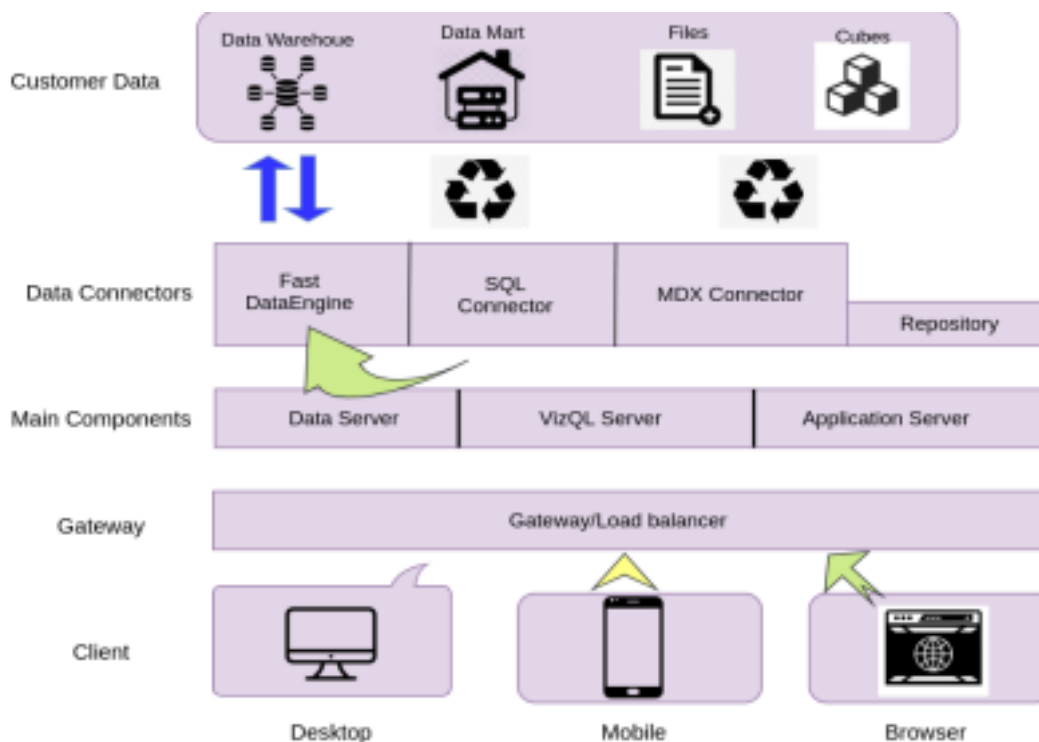 Data Warehoue
Data Mart
Files
Cubes
Customer Data
Data Connectors
Fast
DataEngine
SQL
Connector
MDX Connector
Repository
Main Components
Data Server
VizQL Server
Application Server
Gateway
Gateway/Load balancer
Client
Desktop
Mobile
Browser